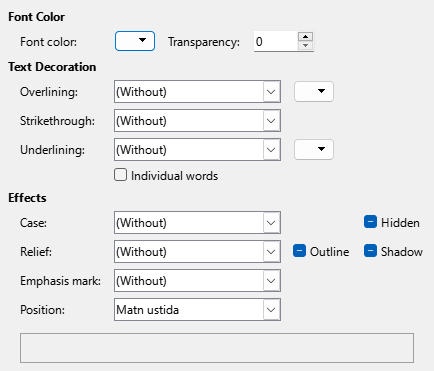 Font Color
Font color: Transparency: 0
Text Decoration
Overlining: (Without)
Strikethrough: (Without)
Underlining: (Without)
Individual words
Effects
Case: (Without) Hidden
Relief: (Without) Outline Shadow
Emphasis mark: (Without)
Position: Matn ustida